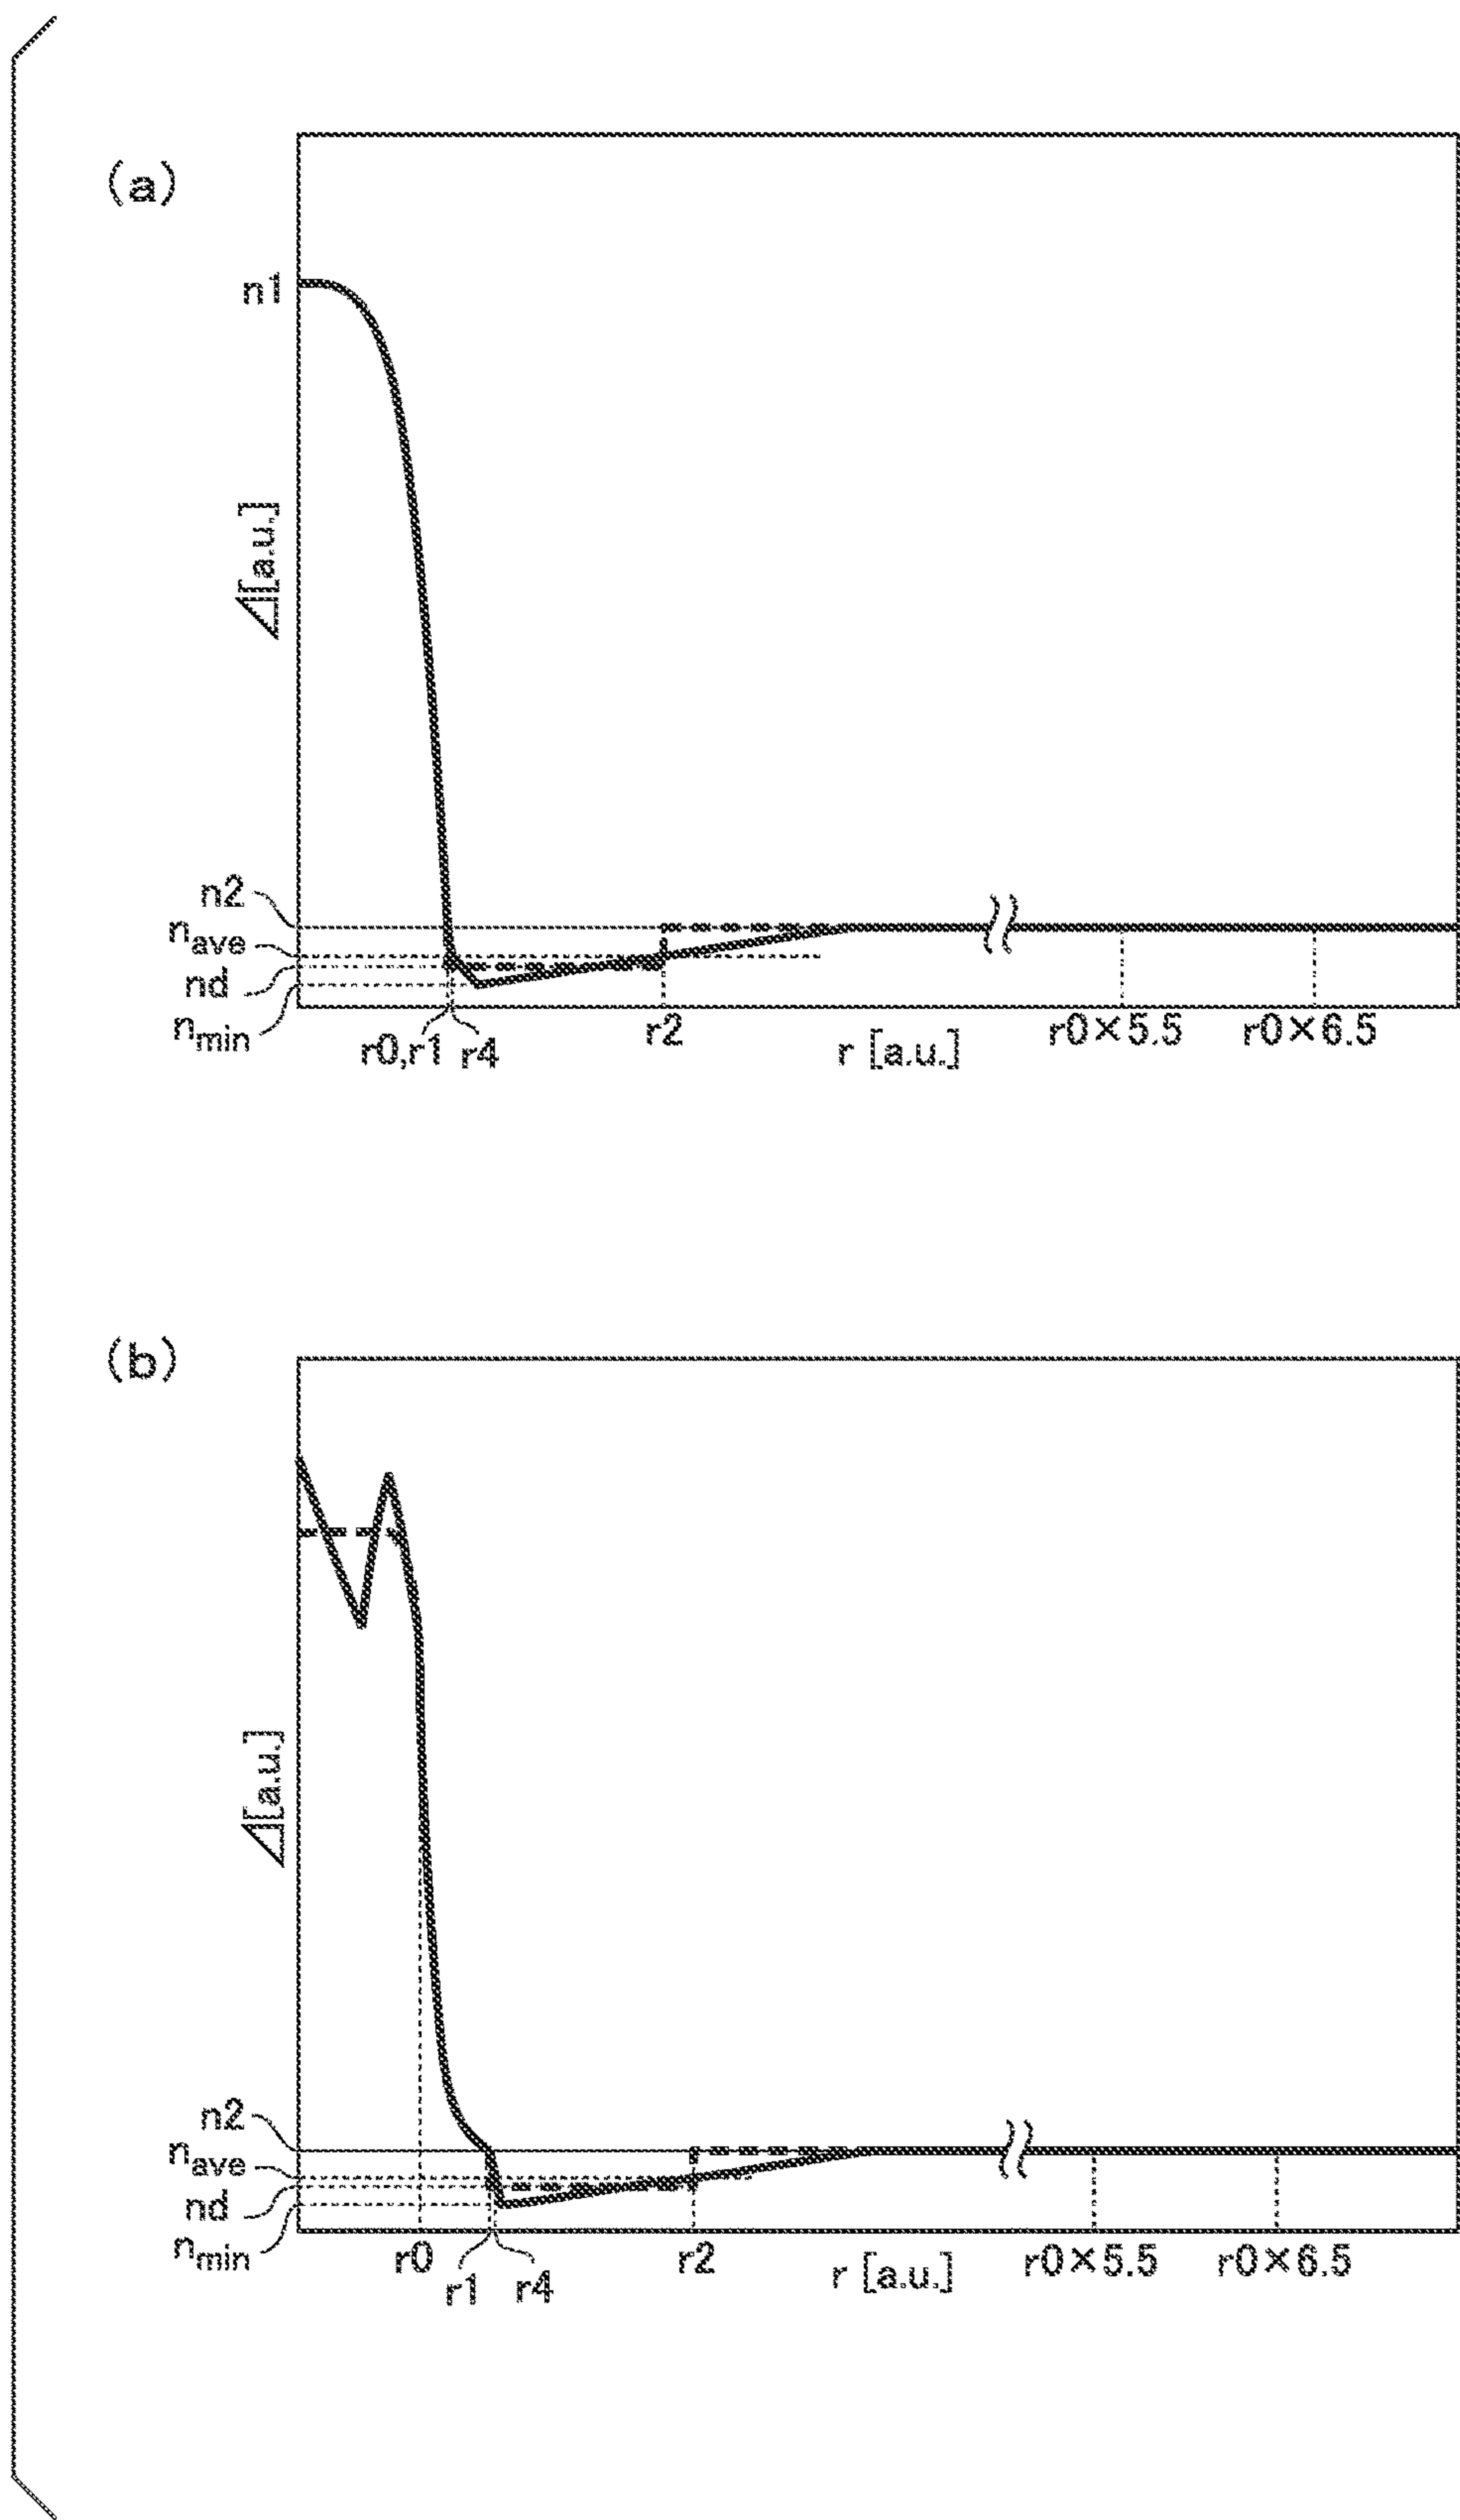 (a)
n1
Δ[a.u.]
n2
nave
nd
nmin
r0,r1
r4
r2
r [a.u.]
r0×5.5
r0×6.5
(b)
Δ[a.u.]
n2
nave
nd
nmin
r0
r1
r4
r2
r [a.u.]
r0×5.5
r0×6.5